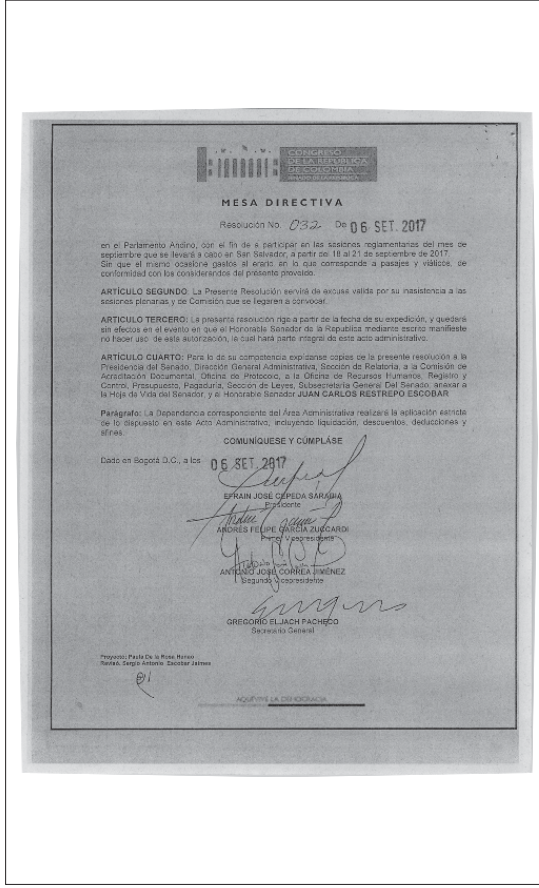 CONGRESO
DE LA REPÚBLICA
DE COLOMBIA
MESA DIRECTIVA
Resolución No. 032 De 06 SET. 2017
en el Parlamento Andino, con el fin de a participar en las sesiones reglamentarias del mes de
septiembre que se llevará a cabo en San Salvador, a partir del 18 al 21 de septiembre de 2017.
Sin que el mismo ocasione gastos al erario en lo que corresponde a pasajes y viáticos, de
conformidad con los considerandos del presente proveído.
ARTÍCULO SEGUNDO: La Presente Resolución servirá de excusa valida por su inasistencia a las
sesiones plenarias y de Comisión que se llegaren a convocar.
ARTICULO TERCERO: La presente resolución rige a partir de la fecha de su expedición, y quedará
sin efectos en el evento en que el Honorable Senador de la Republica mediante escrito manifieste
no hacer uso de esta autorización, la cual hará parte integral de este acto administrativo.
ARTÍCULO CUARTO: Para lo de su competencia expídanse copias de la presente resolución a la
Presidencia del Senado, Dirección General Administrativa, Sección de Relatoría, a la Comisión de
Acreditación Documental, Oficina de Protocolo, a la Oficina de Recursos Humanos, Registro y
Control, Presupuesto, Pagaduría, Sección de Leyes, Subsecretaria General Del Senado, anexar a
la Hoja de Vida del Senador, y al Honorable Senador JUAN CARLOS RESTREPO ESCOBAR
Parágrafo: La Dependencia correspondiente del Área Administrativa realizará la aplicación estricta
de lo dispuesto en este Acto Administrativo, incluyendo liquidación, descuentos, deducciones y
afines.
COMUNÍQUESE Y CÚMPLASE
Dado en Bogotá D.C., a los 06 SET. 2017
EFRAIN JOSÉ CEPEDA SARABIA
Presidente
ANDRÉS FELIPE GARCÍA ZUCCARDI
Primer Vicepresidente
ANTONIO JOSÉ CORREA JIMÉNEZ
Segundo Vicepresidente
GREGORIO ELJACH PACHECO
Secretario General
Proyectó: Paola De la Rosa
Revisó. Sergio Antonio Escobar Jaimes
AQUÍ VIVE LA DEMOCRACIA